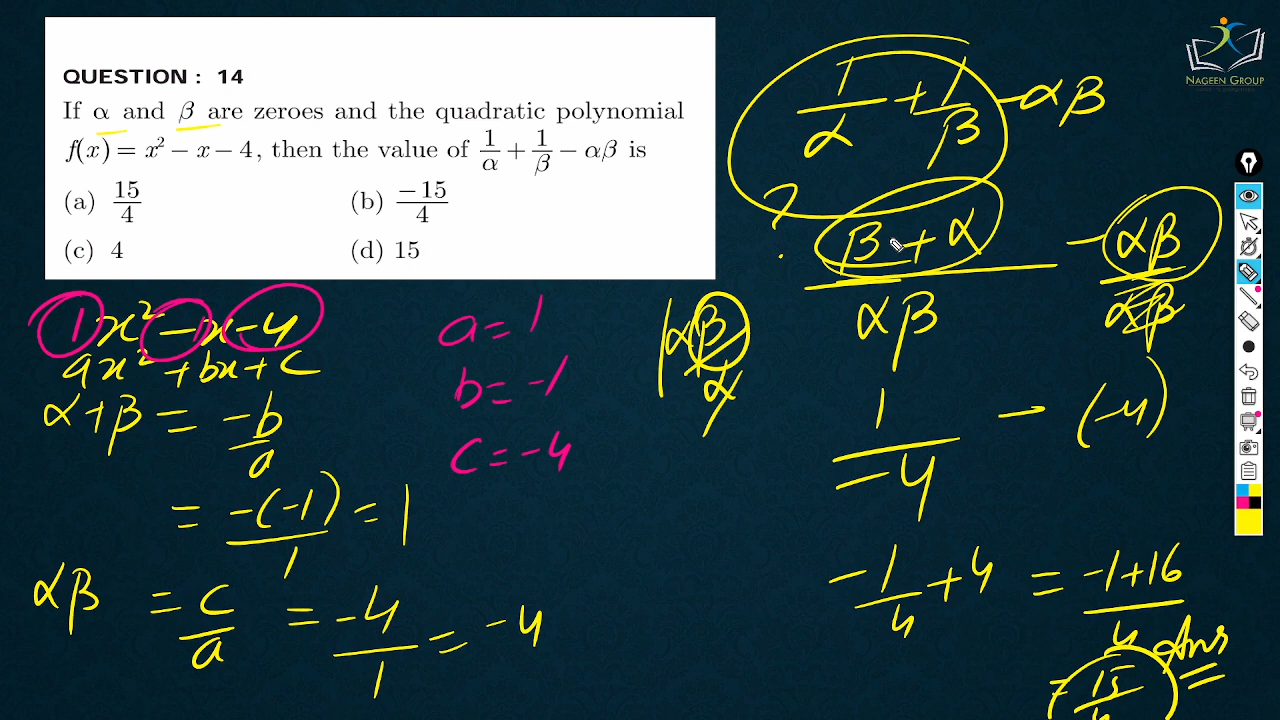 QUESTION : 14
If α and β are zeroes and the quadratic polynomial
f(x) = x² − x − 4, then the value of 1/α + 1/β − αβ is
(a) 15/4
(b) −15/4
(c) 4
(d) 15
NAGEEN GROUP
1x² − 1x − 4
ax² + bx + c
α + β = −b/a
= −(−1)/1 = 1
αβ = c/a = −4/1 = −4
a = 1
b = −1
c = −4
αβ/α
1/α + 1/β − αβ
?
β + α/αβ − αβ/αβ
1/−4 − (−4)
−1/4 + 4 = −1+16/4
= 15/4 Ans